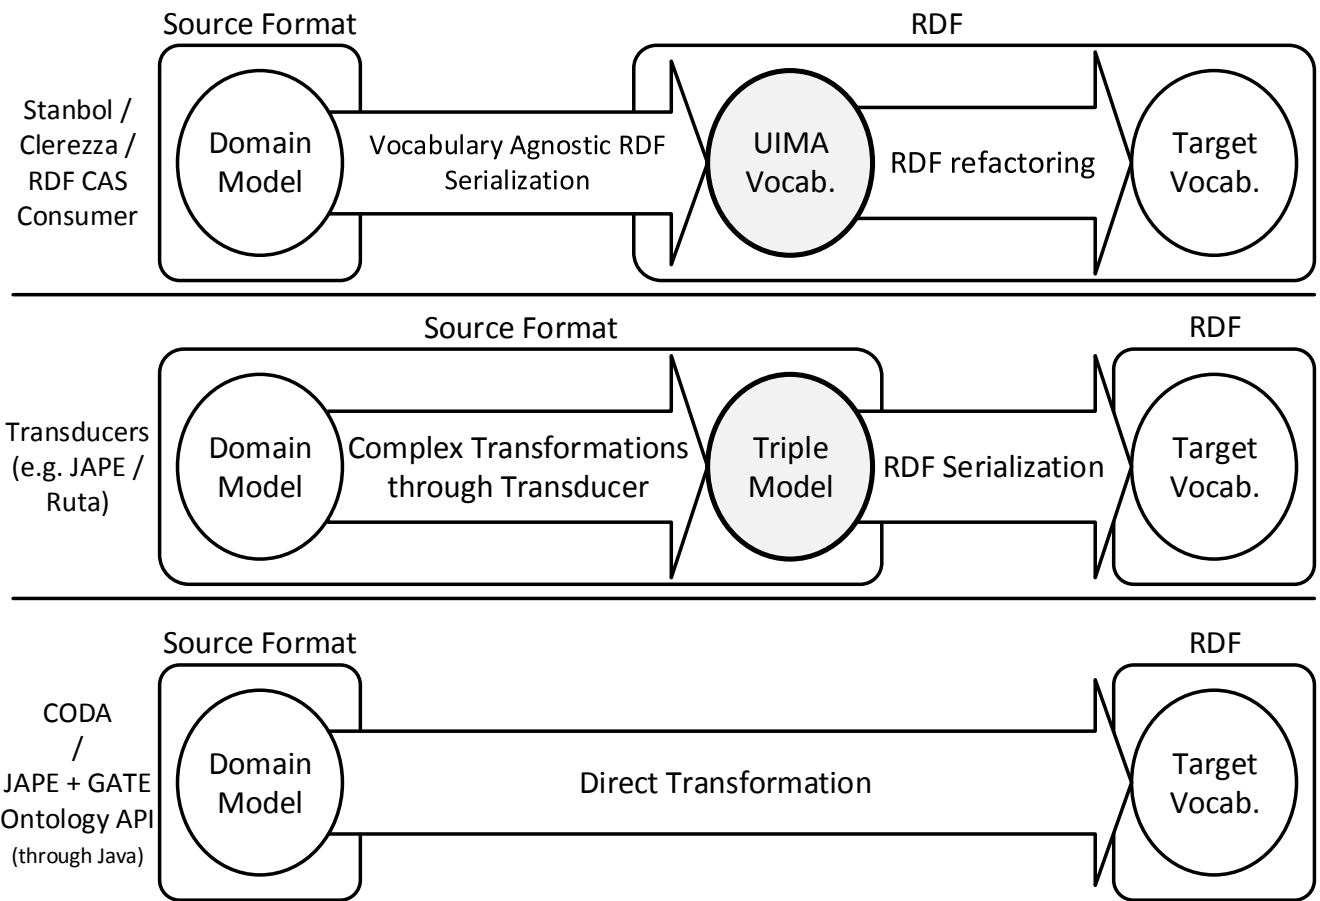 Source Format
RDF
Stanbol /
Clerezza /
RDF CAS
Consumer
Domain
Model
Vocabulary Agnostic RDF
Serialization
UIMA
Vocab.
RDF refactoring
Target
Vocab.
Source Format
RDF
Transducers
(e.g. JAPE /
Ruta)
Domain
Model
Complex Transformations
through Transducer
Triple
Model
RDF Serialization
Target
Vocab.
Source Format
RDF
CODA
/
JAPE + GATE
Ontology API
(through Java)
Domain
Model
Direct Transformation
Target
Vocab.